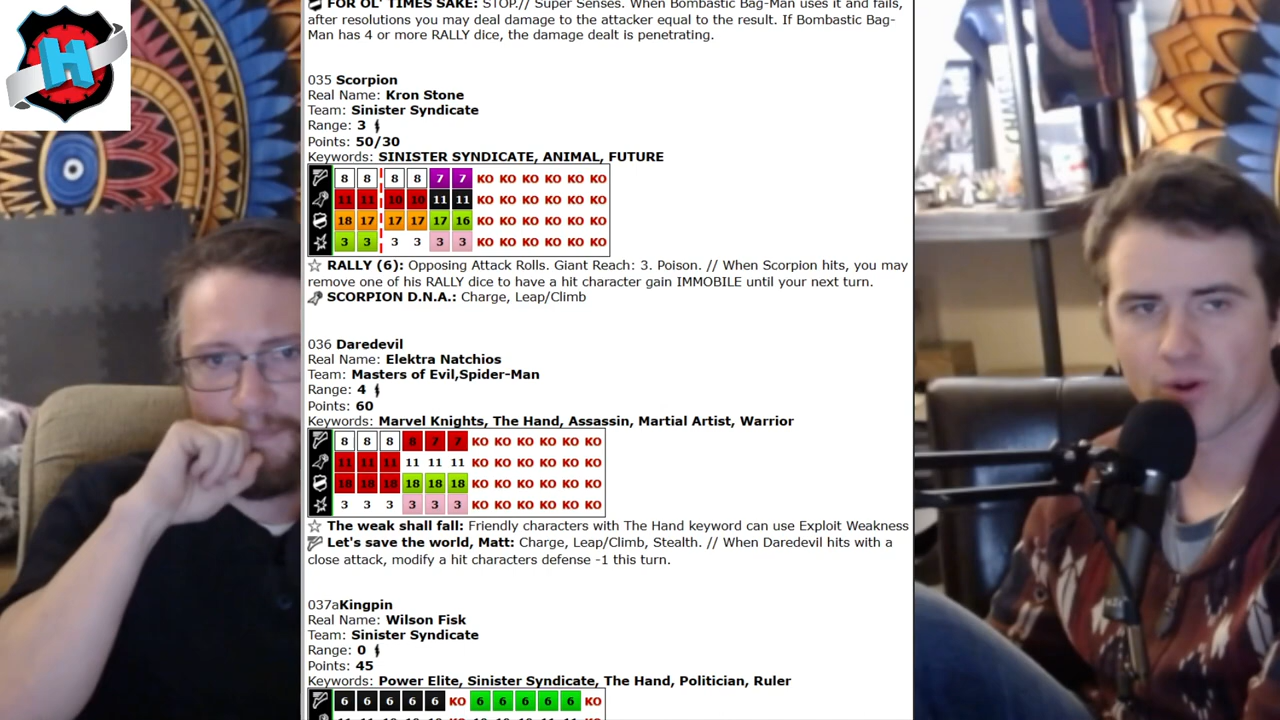 H
FOR OL' TIMES SAKE: STOP.// Super Senses. When Bombastic Bag-Man uses it and fails,
after resolutions you may deal damage to the attacker equal to the result. If Bombastic Bag-
Man has 4 or more RALLY dice, the damage dealt is penetrating.
035 Scorpion
Real Name: Kron Stone
Team: Sinister Syndicate
Range: 3
Points: 50/30
Keywords: SINISTER SYNDICATE, ANIMAL, FUTURE
8 8 8 8 7 7 KO KO KO KO KO KO
11 11 10 10 11 11 KO KO KO KO KO KO
18 17 17 17 17 16 KO KO KO KO KO KO
3 3 3 3 3 3 KO KO KO KO KO KO
RALLY (6): Opposing Attack Rolls. Giant Reach: 3. Poison. // When Scorpion hits, you may
remove one of his RALLY dice to have a hit character gain IMMOBILE until your next turn.
SCORPION D.N.A.: Charge, Leap/Climb
036 Daredevil
Real Name: Elektra Natchios
Team: Masters of Evil,Spider-Man
Range: 4
Points: 60
Keywords: Marvel Knights, The Hand, Assassin, Martial Artist, Warrior
8 8 8 8 7 7 KO KO KO KO KO KO
11 11 11 11 11 11 KO KO KO KO KO KO
18 18 18 18 18 18 KO KO KO KO KO KO
3 3 3 3 3 3 KO KO KO KO KO KO
The weak shall fall: Friendly characters with The Hand keyword can use Exploit Weakness
Let's save the world, Matt: Charge, Leap/Climb, Stealth. // When Daredevil hits with a
close attack, modify a hit characters defense -1 this turn.
037aKingpin
Real Name: Wilson Fisk
Team: Sinister Syndicate
Range: 0
Points: 45
Keywords: Power Elite, Sinister Syndicate, The Hand, Politician, Ruler
6 6 6 6 6 KO 6 6 6 6 6 KO